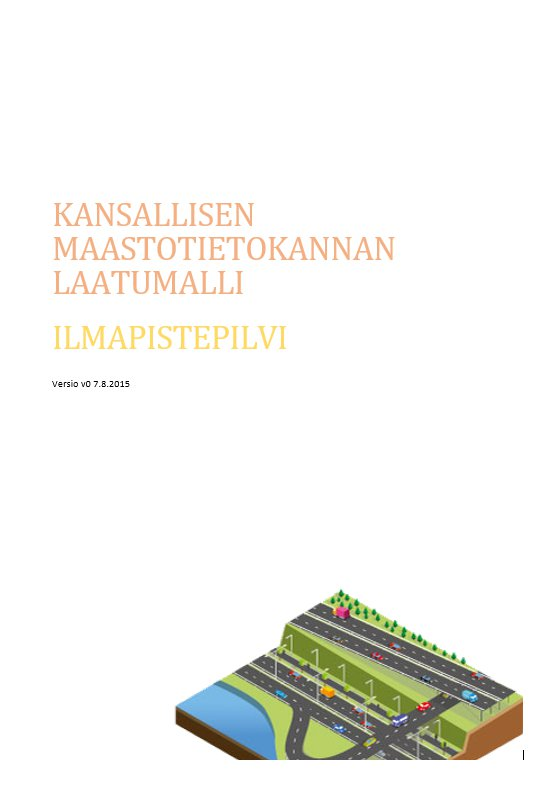 KANSALLISEN
MAASTOTIETOKANNAN
LAATUMALLI
ILMAPISTEPILVI
Versio v0 7.8.2015